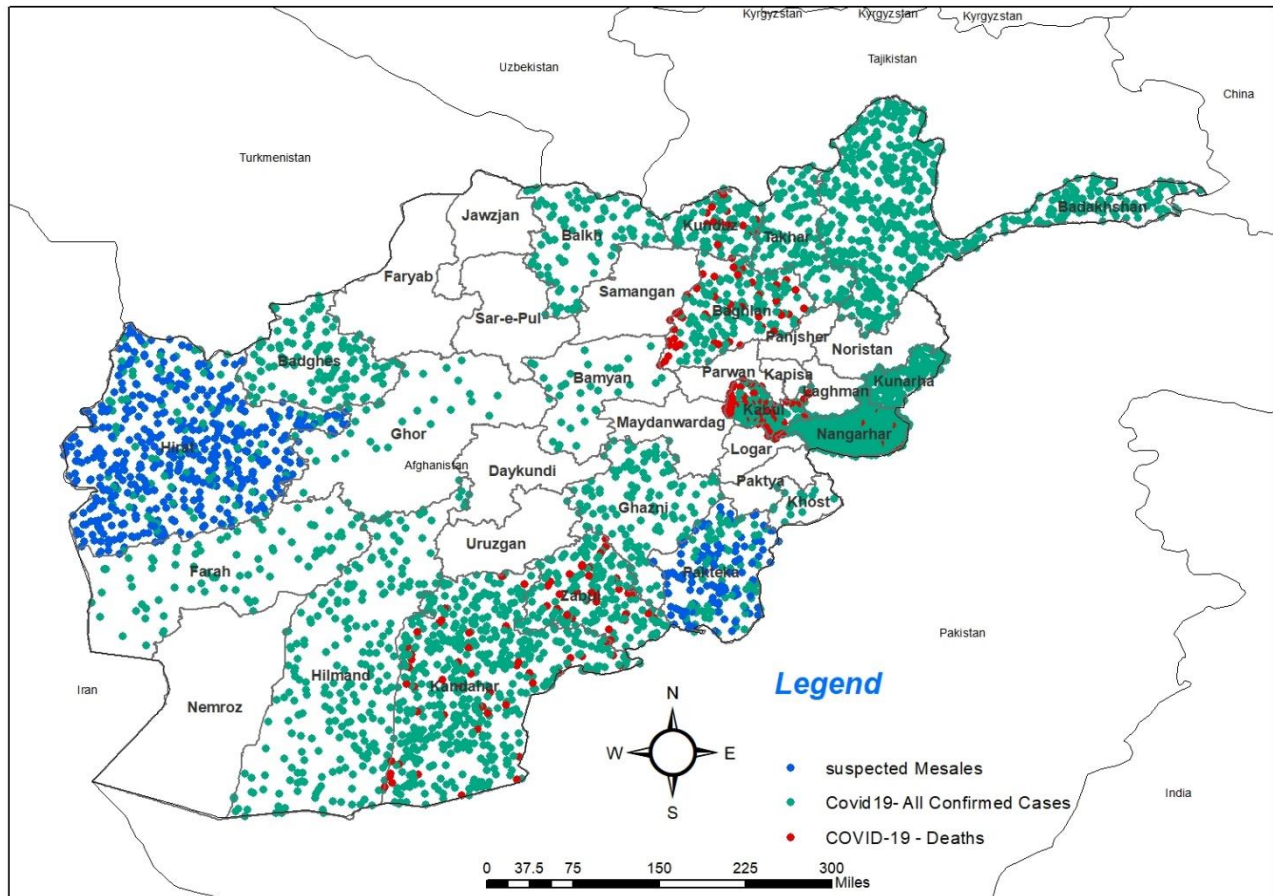 Kyrgyzstan
Kyrgyzstan
Kyrgyzstan
Uzbekistan
Tajikistan
China
Turkmenistan
Jawzjan
Balkh
Kunduz
Takhar
Badakhshan
Faryab
Samangan
Sar-e-Pul
Baghlan
Panjsher
Noristan
Badghes
Bamyan
Parwan
Kapisa
Laghman
Kunarha
Hirat
Ghor
Maydanwardag
Kabul
Nangarhar
Afghanistan
Daykundi
Logar
Paktya
Khost
Ghazni
Uruzgan
Farah
Pakteka
Zabul
Pakistan
Iran
Nemroz
Hilmand
Kandahar
India
N
W
E
S
Legend
suspected Mesales
Covid19- All Confirmed Cases
COVID-19 - Deaths
0 37.5 75 150 225 300
Miles